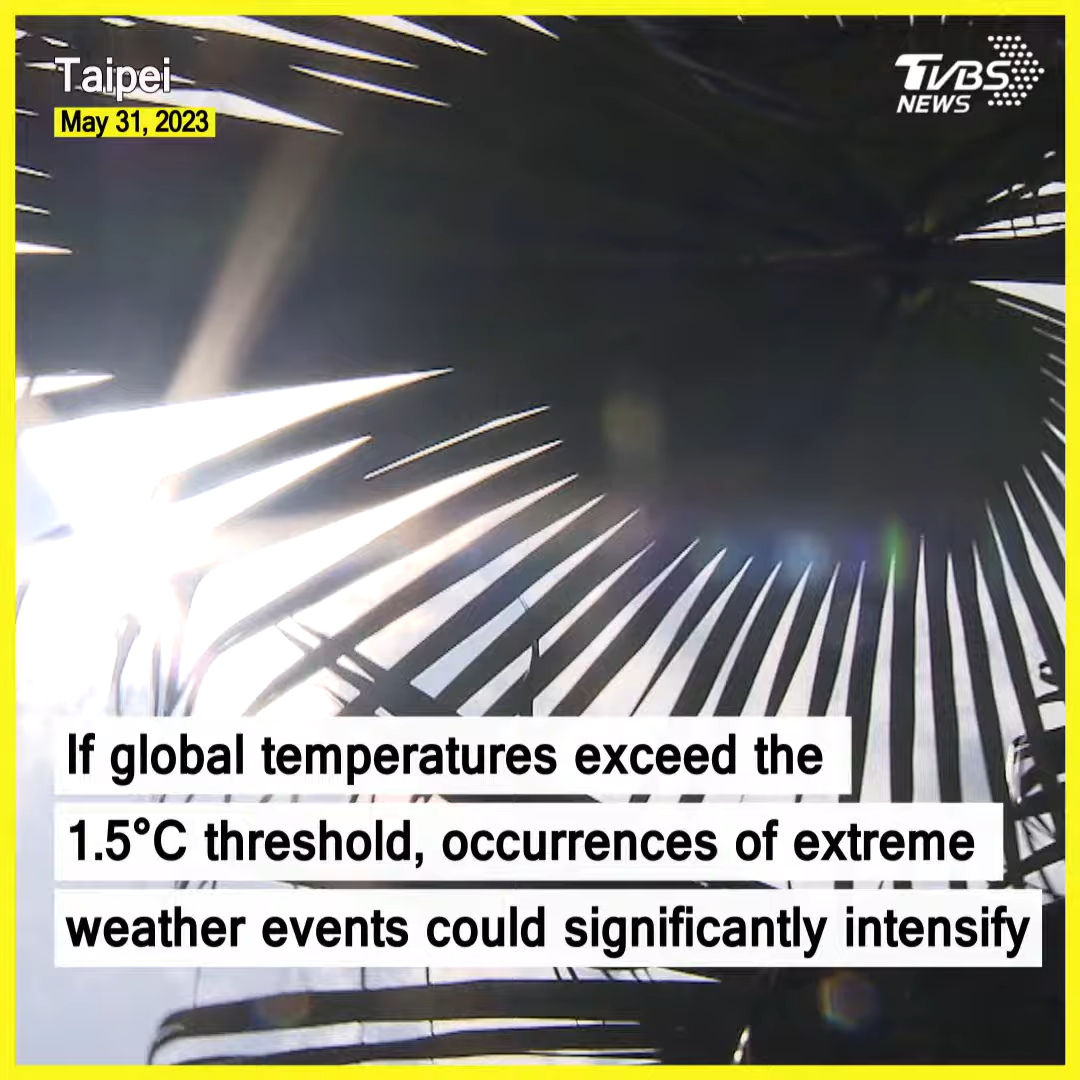 Taipei
May 31, 2023
TVBS
NEWS
If global temperatures exceed the
1.5°C threshold, occurrences of extreme
weather events could significantly intensify